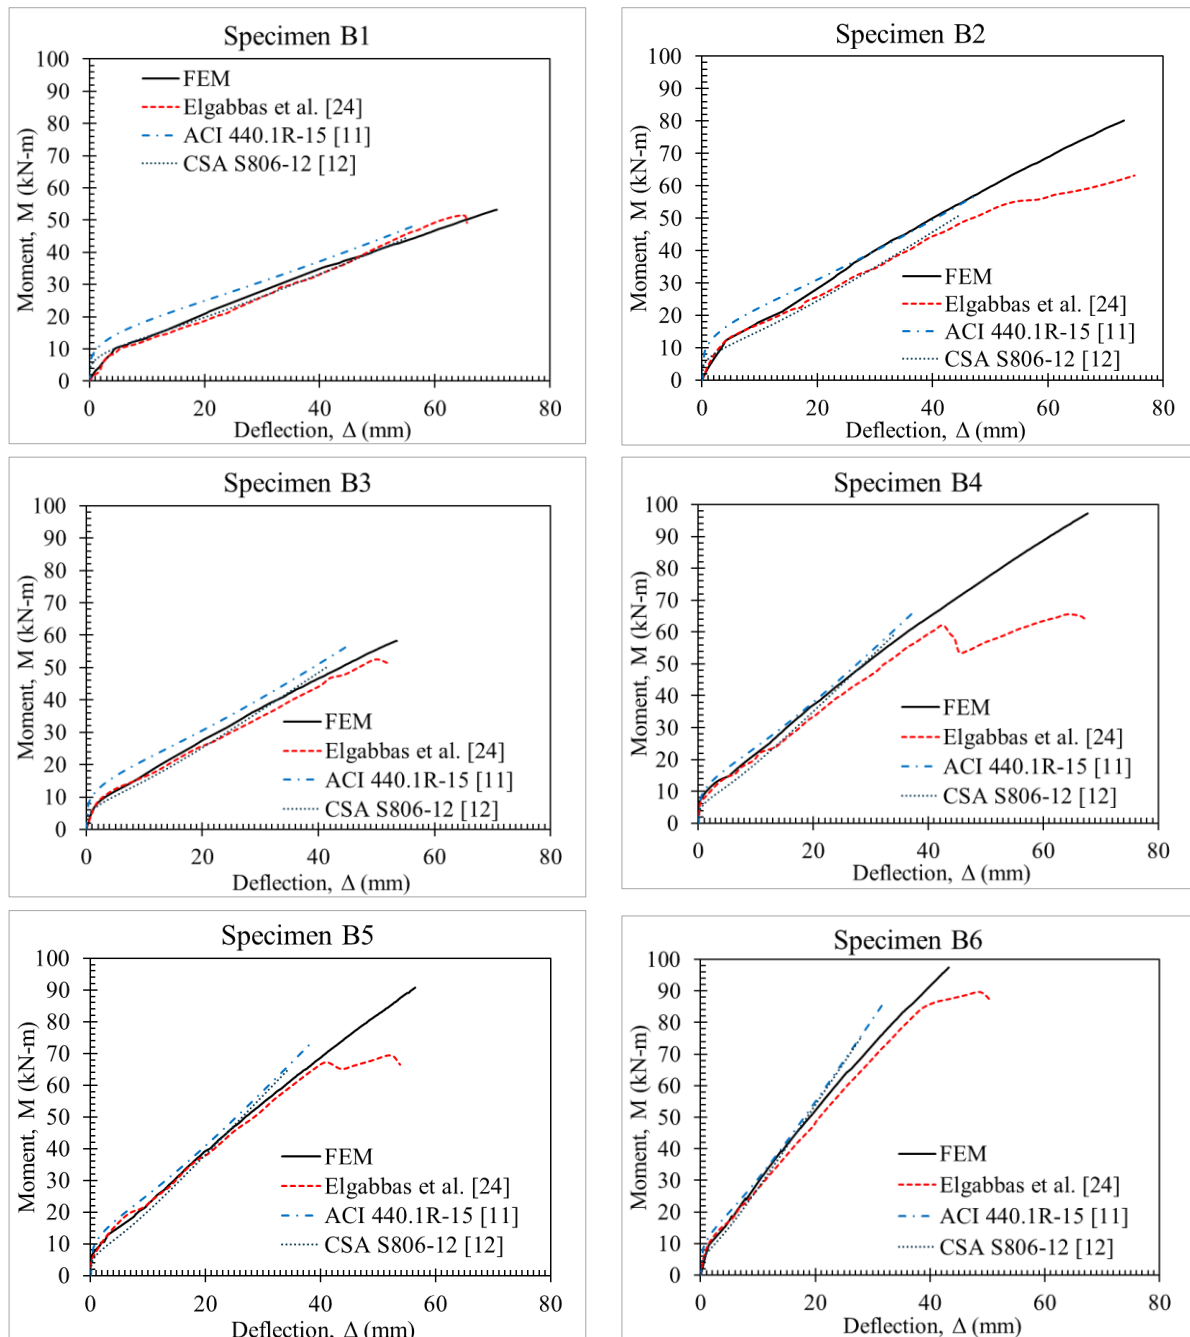 Specimen B1
100
90
80
70
60
50
40
30
20
10
0
Moment, M (kN-m)
FEM
Elgabbas et al. [24]
ACI 440.1R-15 [11]
CSA S806-12 [12]
0 20 40 60 80
Deflection, Δ (mm)
Specimen B2
100
90
80
70
60
50
40
30
20
10
0
Moment, M (kN-m)
FEM
Elgabbas et al. [24]
ACI 440.1R-15 [11]
CSA S806-12 [12]
0 20 40 60 80
Deflection, Δ (mm)
Specimen B3
100
90
80
70
60
50
40
30
20
10
0
Moment, M (kN-m)
FEM
Elgabbas et al. [24]
ACI 440.1R-15 [11]
CSA S806-12 [12]
0 20 40 60 80
Deflection, Δ (mm)
Specimen B4
100
90
80
70
60
50
40
30
20
10
0
Moment, M (kN-m)
FEM
Elgabbas et al. [24]
ACI 440.1R-15 [11]
CSA S806-12 [12]
0 20 40 60 80
Deflection, Δ (mm)
Specimen B5
100
90
80
70
60
50
40
30
20
10
0
Moment, M (kN-m)
FEM
Elgabbas et al. [24]
ACI 440.1R-15 [11]
CSA S806-12 [12]
0 20 40 60 80
Deflection, Δ (mm)
Specimen B6
100
90
80
70
60
50
40
30
20
10
0
Moment, M (kN-m)
FEM
Elgabbas et al. [24]
ACI 440.1R-15 [11]
CSA S806-12 [12]
0 20 40 60 80
Deflection, Δ (mm)